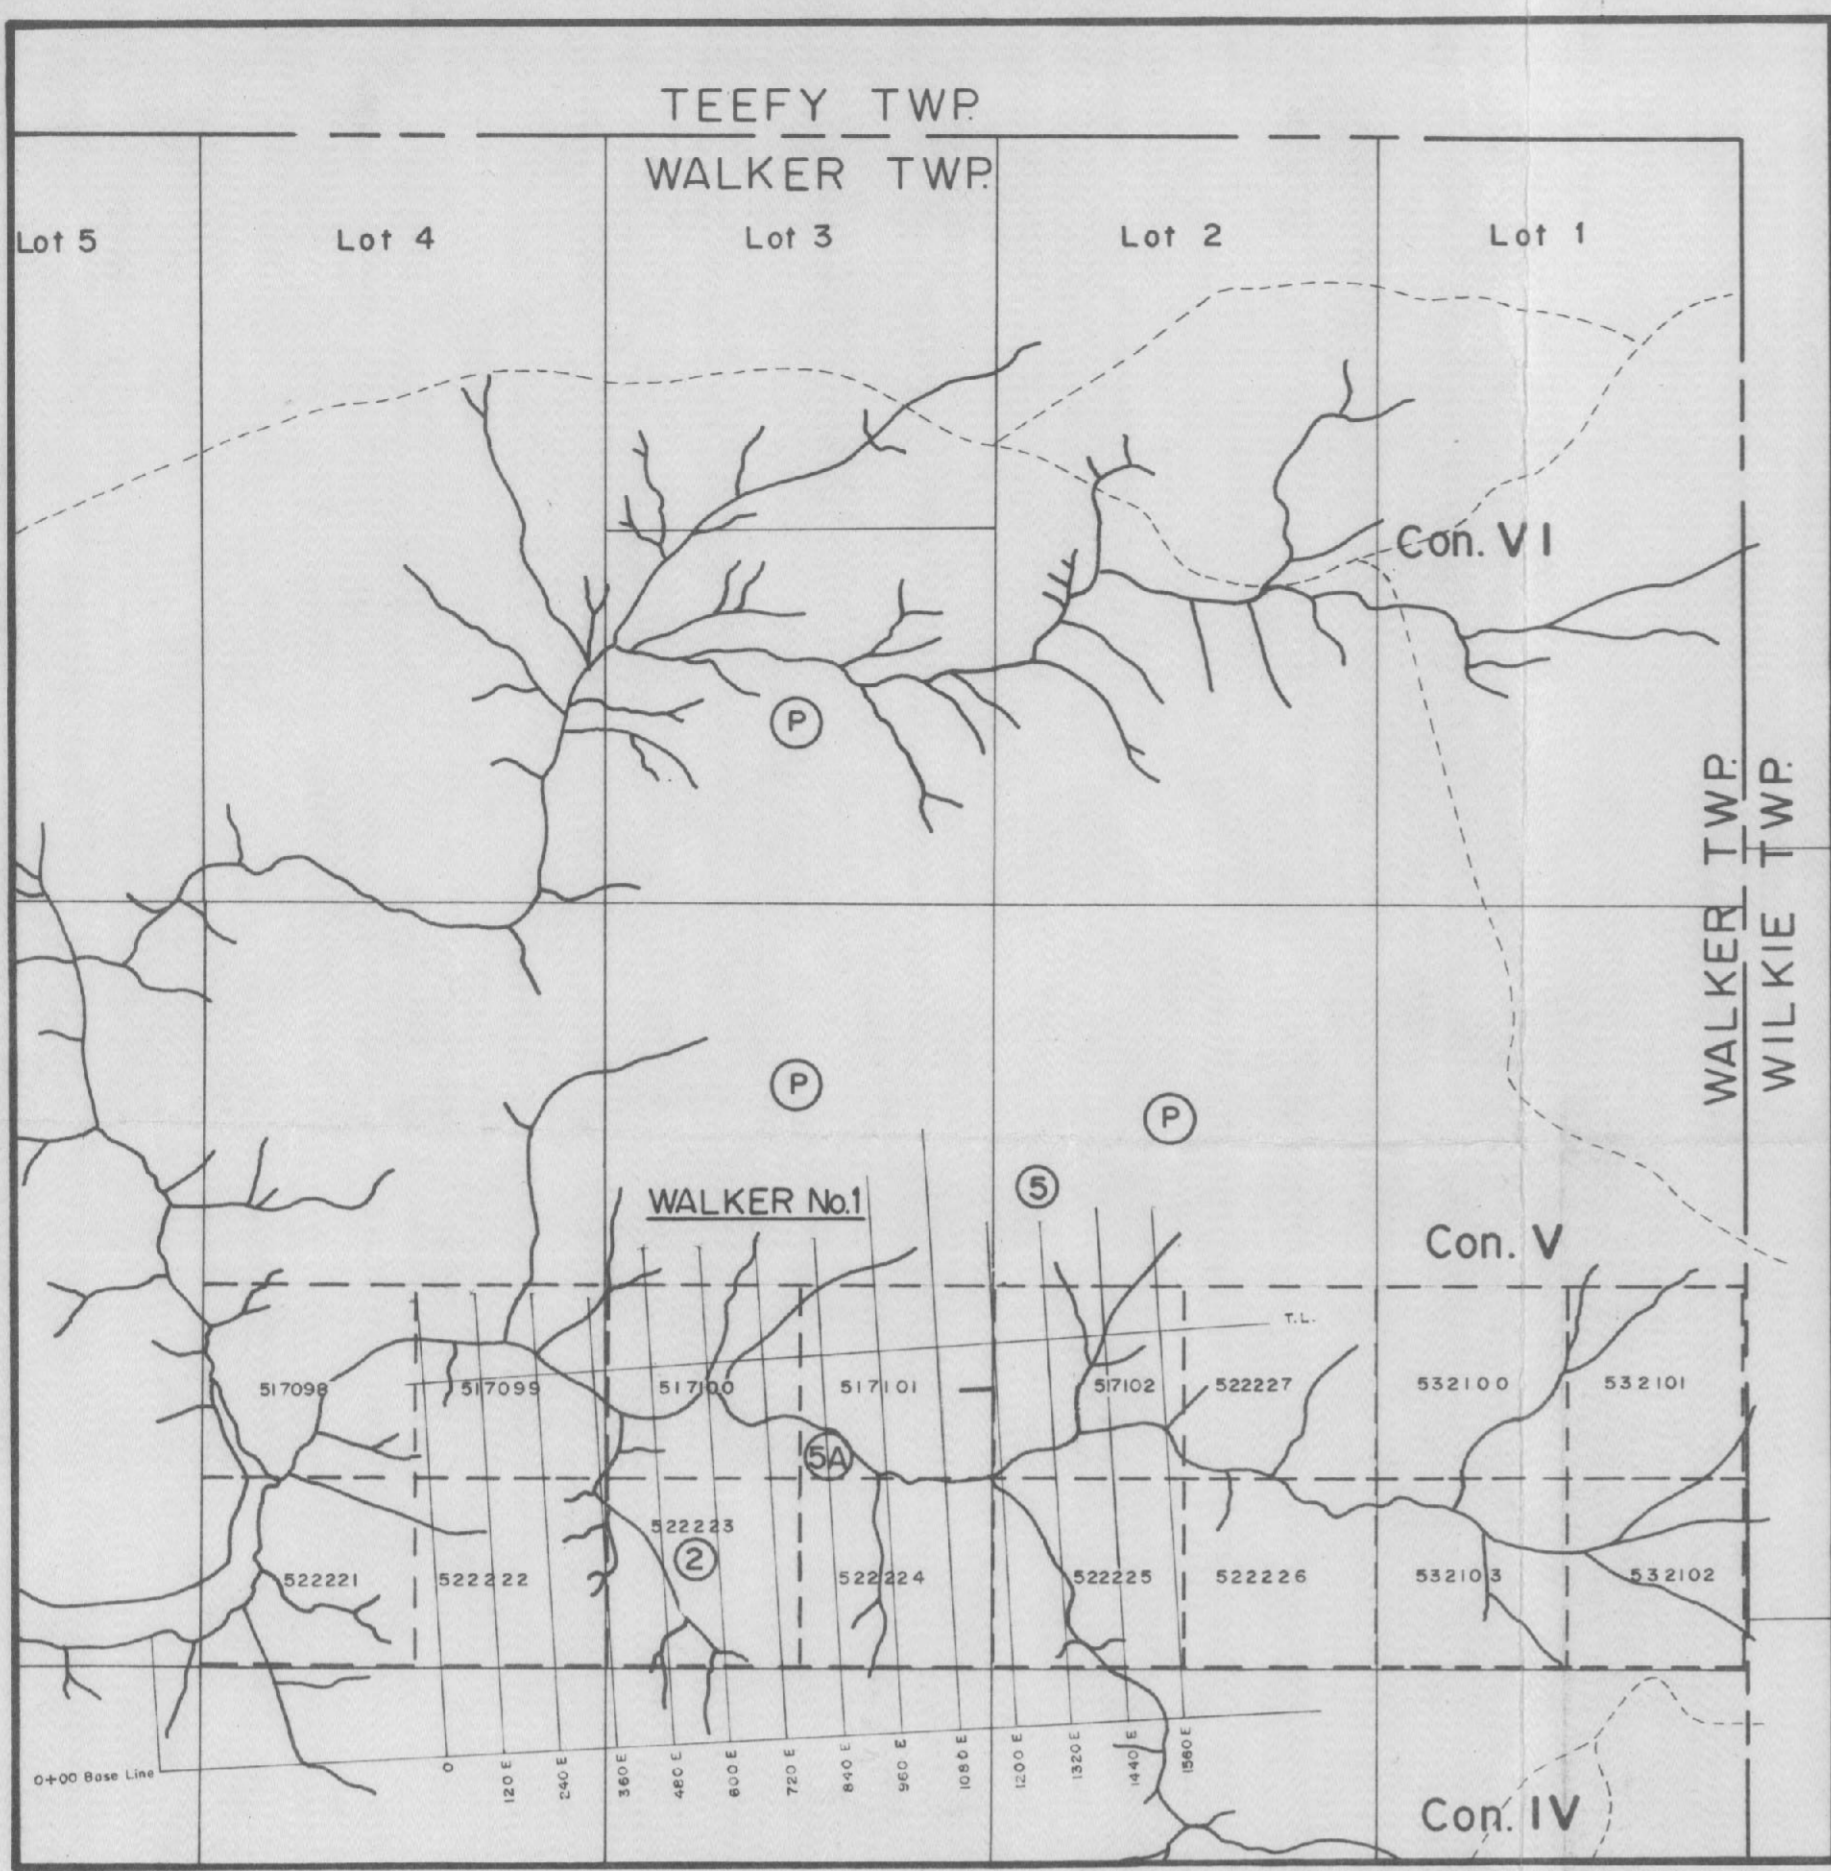 TEEFY TWP.
WALKER TWP.
Lot 5 Lot 4 Lot 3 Lot 2 Lot 1
Con. VI
P
WALKER TWP.
WILKIE TWP.
P
P
5
WALKER No.1
Con. V
T.L.
517098 517099 517100 517101 517102 522227 532100 532101
5A
522223
2
522221 522222 522224 522225 522226 532103 532102
0+00 Base Line
0 120 E 240 E 360 E 480 E 600 E 720 E 840 E 960 E 1080 E 1200 E 1320 E 1440 E 1560 E
Con. IV